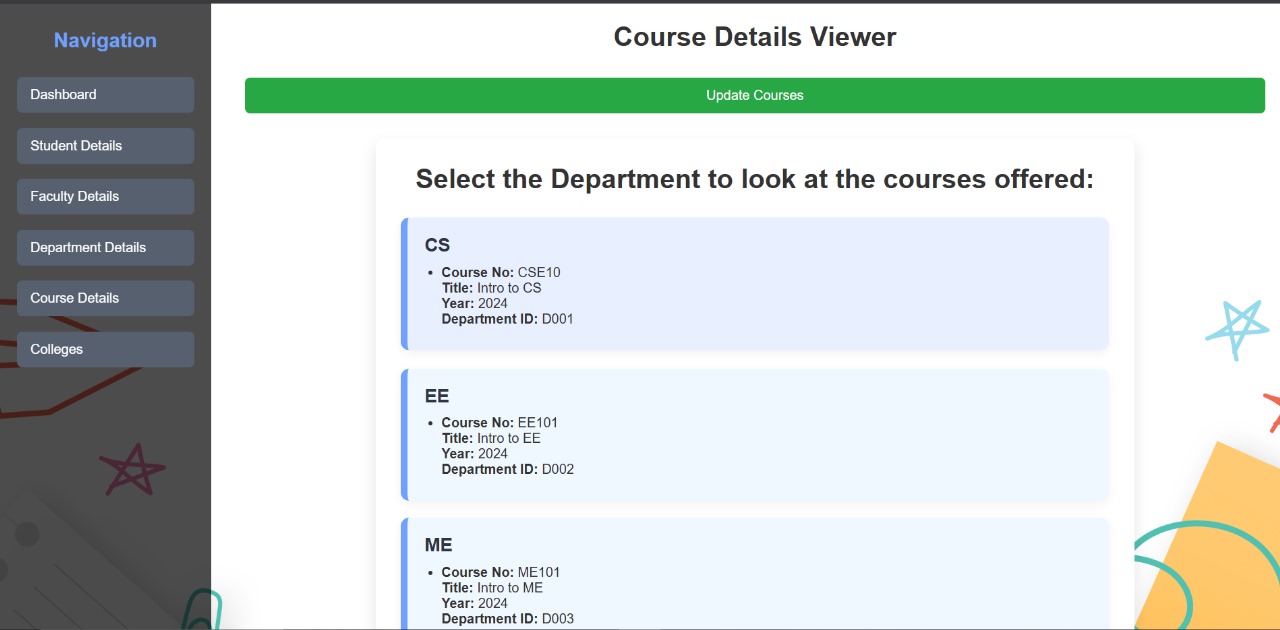 Navigation
Dashboard
Student Details
Faculty Details
Department Details
Course Details
Colleges
Course Details Viewer
Update Courses
Select the Department to look at the courses offered:
CS
• Course No: CSE10
Title: Intro to CS
Year: 2024
Department ID: D001
EE
• Course No: EE101
Title: Intro to EE
Year: 2024
Department ID: D002
ME
• Course No: ME101
Title: Intro to ME
Year: 2024
Department ID: D003